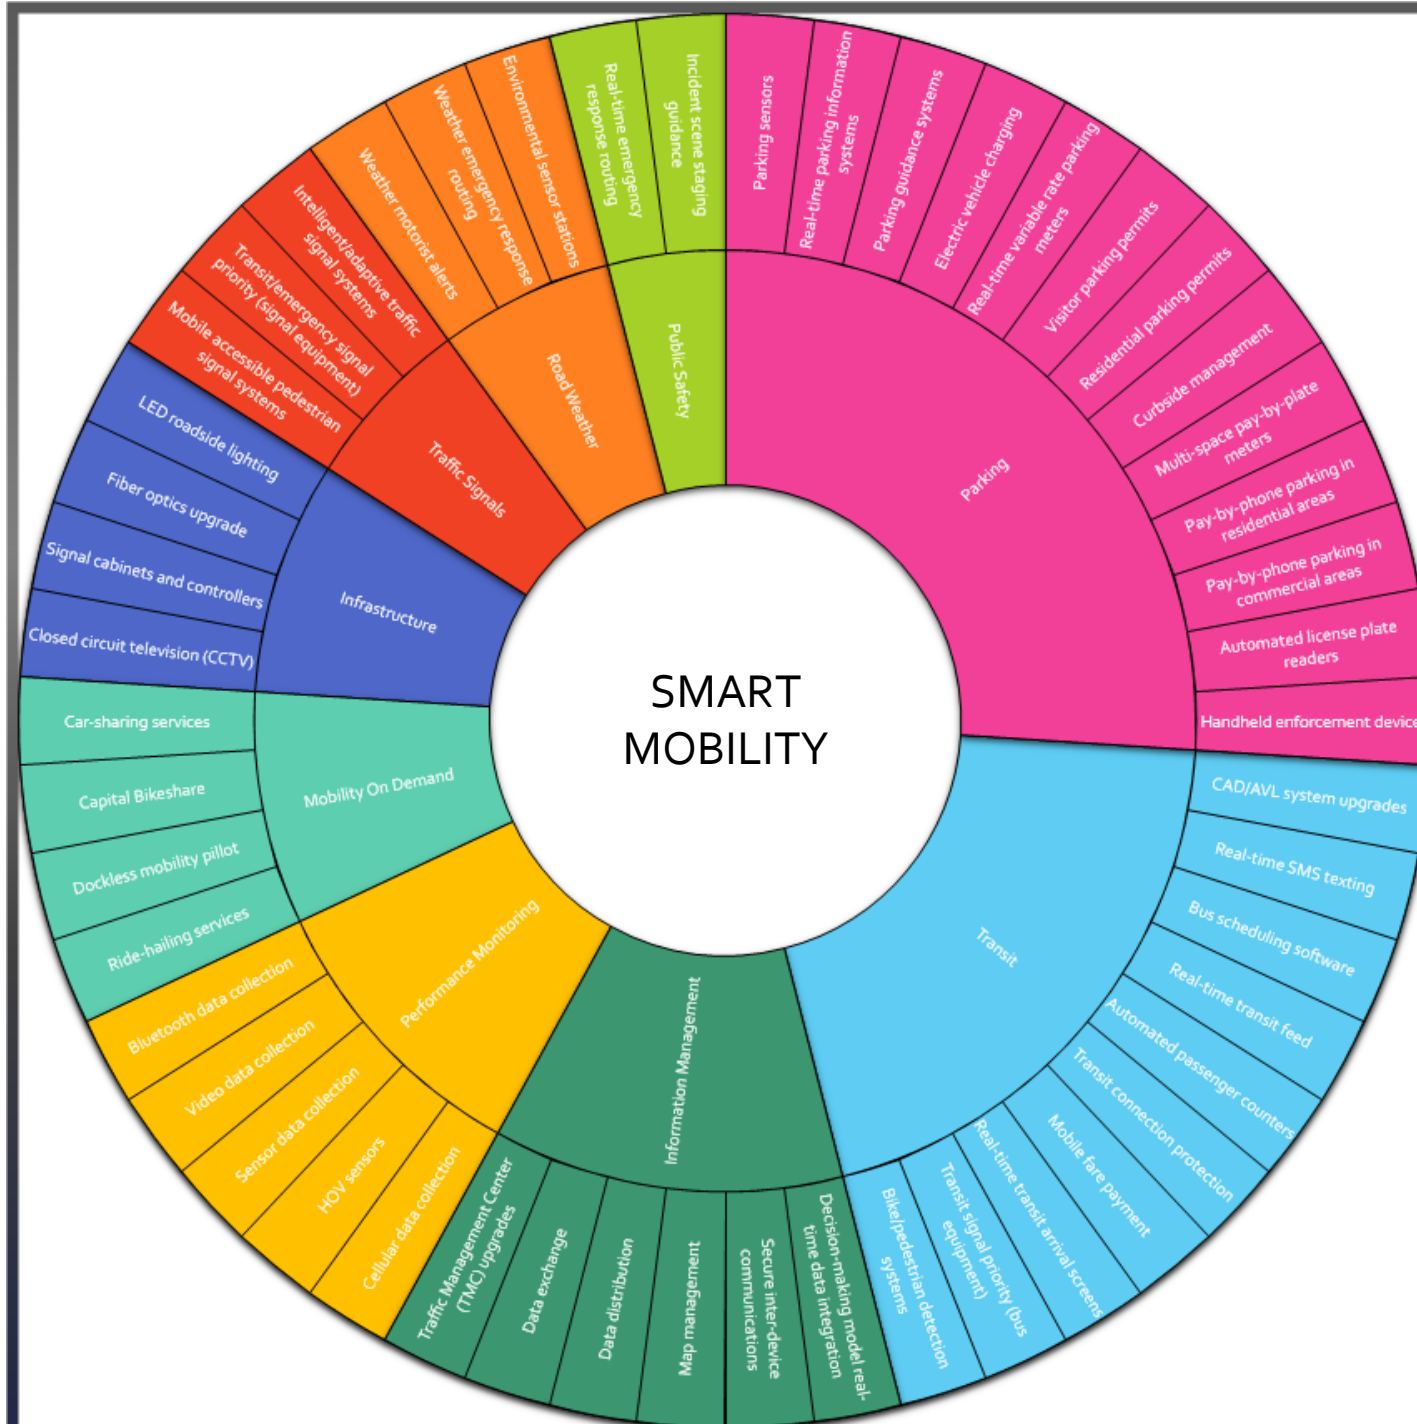 SMART
MOBILITY
Parking
Parking sensors
Real-time parking information
systems
Parking guidance systems
Electric vehicle charging
Real-time variable rate parking
meters
Visitor parking permits
Residential parking permits
Curbside management
Multi-space pay-by-plate
meters
Pay-by-phone parking in
residential areas
Pay-by-phone parking in
commercial areas
Automated license plate
readers
Handheld enforcement device
Transit
CAD/AVL system upgrades
Real-time SMS texting
Bus scheduling software
Real-time transit feed
Automated passenger counters
Transit connection protection
Mobile fare payment
Real-time transit arrival screens
Transit signal priority (bus
equipment)
Bike/pedestrian detection
systems
Information Management
Decision-making model real-
time data integration
Secure inter-device
communications
Map management
Data distribution
Data exchange
Traffic Management Center
(TMC) upgrades
Performance Monitoring
Cellular data collection
HOV sensors
Sensor data collection
Video data collection
Bluetooth data collection
Mobility On Demand
Ride-hailing services
Dockless mobility pillot
Capital Bikeshare
Car-sharing services
Infrastructure
Closed circuit television (CCTV)
Signal cabinets and controllers
Fiber optics upgrade
LED roadside lighting
Traffic Signals
Mobile accessible pedestrian
signal systems
Transit/emergency signal
priority (signal equipment)
Intelligent/adaptive traffic
signal systems
Road Weather
Weather motorist alerts
Weather emergency response
routing
Environmental sensor stations
Public Safety
Real-time emergency
response routing
Incident scene staging
guidance